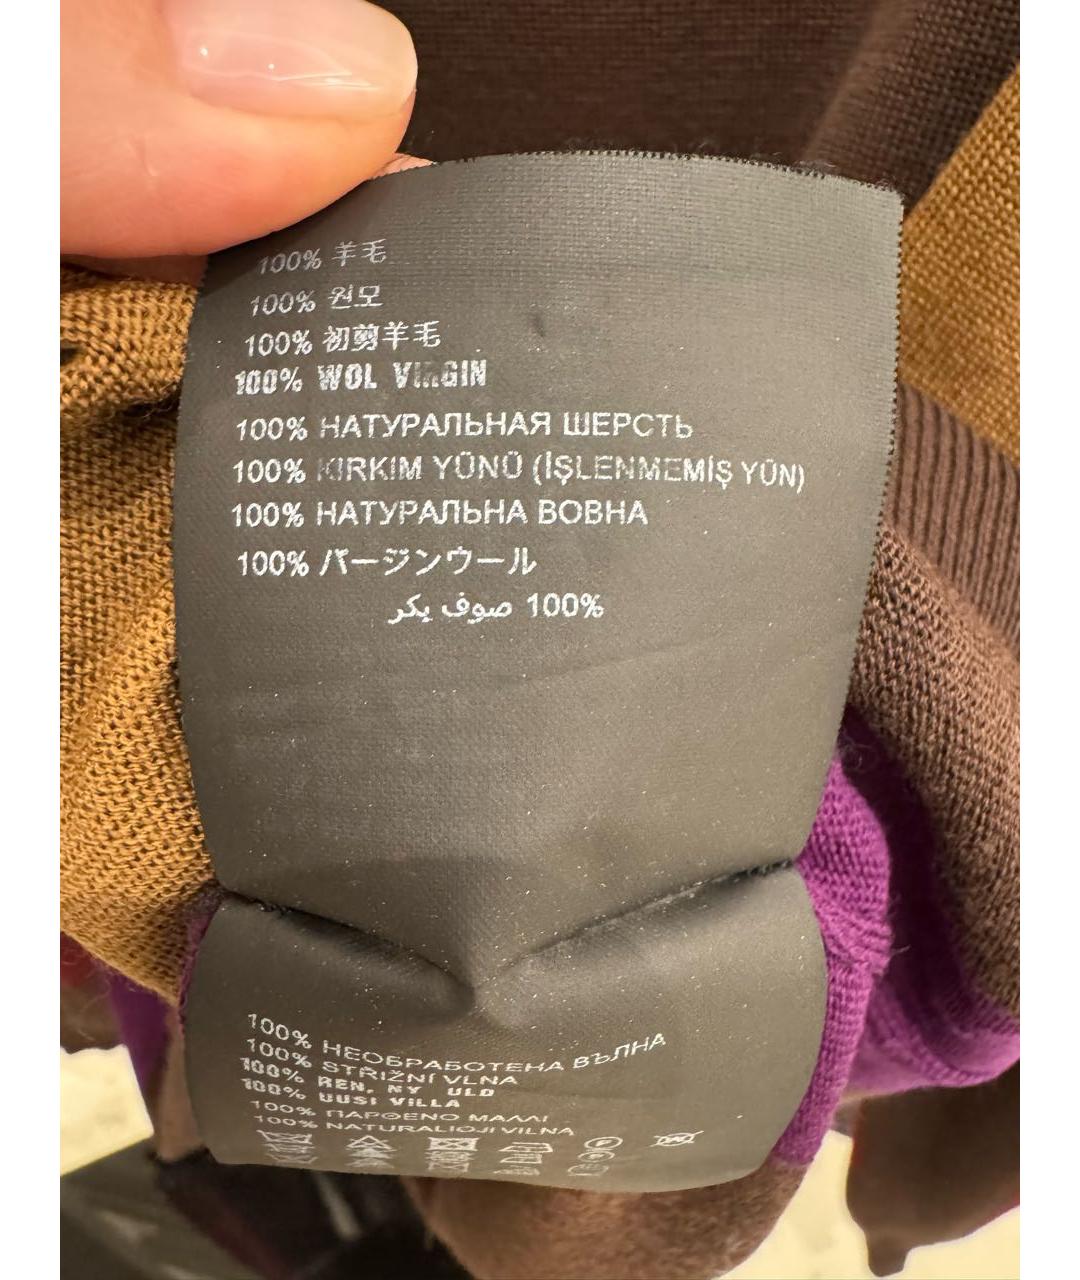 100% 羊毛
100% 원모
100% 初剪羊毛
100% WOL VIRGIN
100% НАТУРАЛЬНАЯ ШЕРСТЬ
100% KIRKIM YÜNÜ (İŞLENMEMİŞ YÜN)
100% НАТУРАЛЬНА ВОВНА
100% バージンウール
100% صوف بكر
100% НЕОБРАБОТЕНА ВЪЛНА
100% STŘIŽNÍ VLNA
100% REN, NY ULD
100% UUSI VILLA
100% ΠΑΡΘΕΝΟ ΜΑΛΛΙ
100% NATURALIOJI VILNA